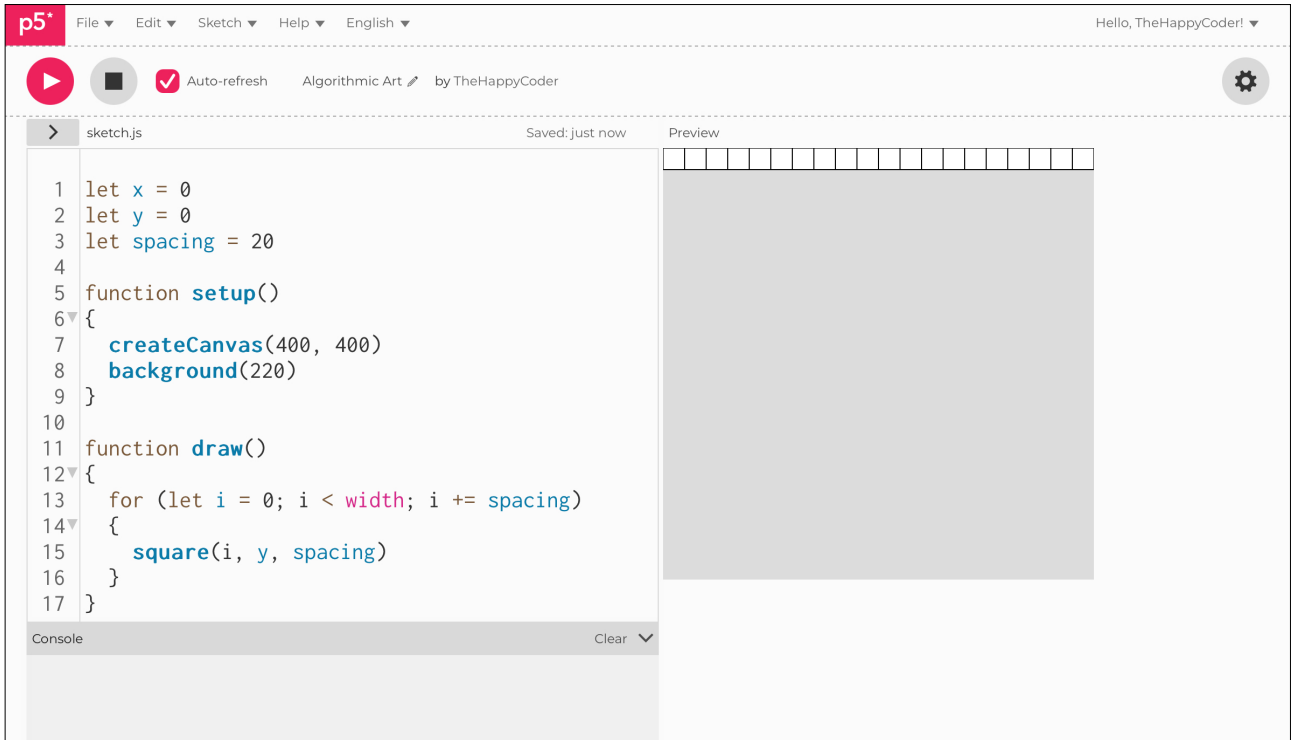 p5* File Edit Sketch Help English Hello, TheHappyCoder!
Auto-refresh Algorithmic Art by TheHappyCoder
sketch.js Saved: just now Preview
1 let x = 0
2 let y = 0
3 let spacing = 20
4
5 function setup()
6 {
7 createCanvas(400, 400)
8 background(220)
9 }
10
11 function draw()
12 {
13 for (let i = 0; i < width; i += spacing)
14 {
15 square(i, y, spacing)
16 }
17 }
Console Clear